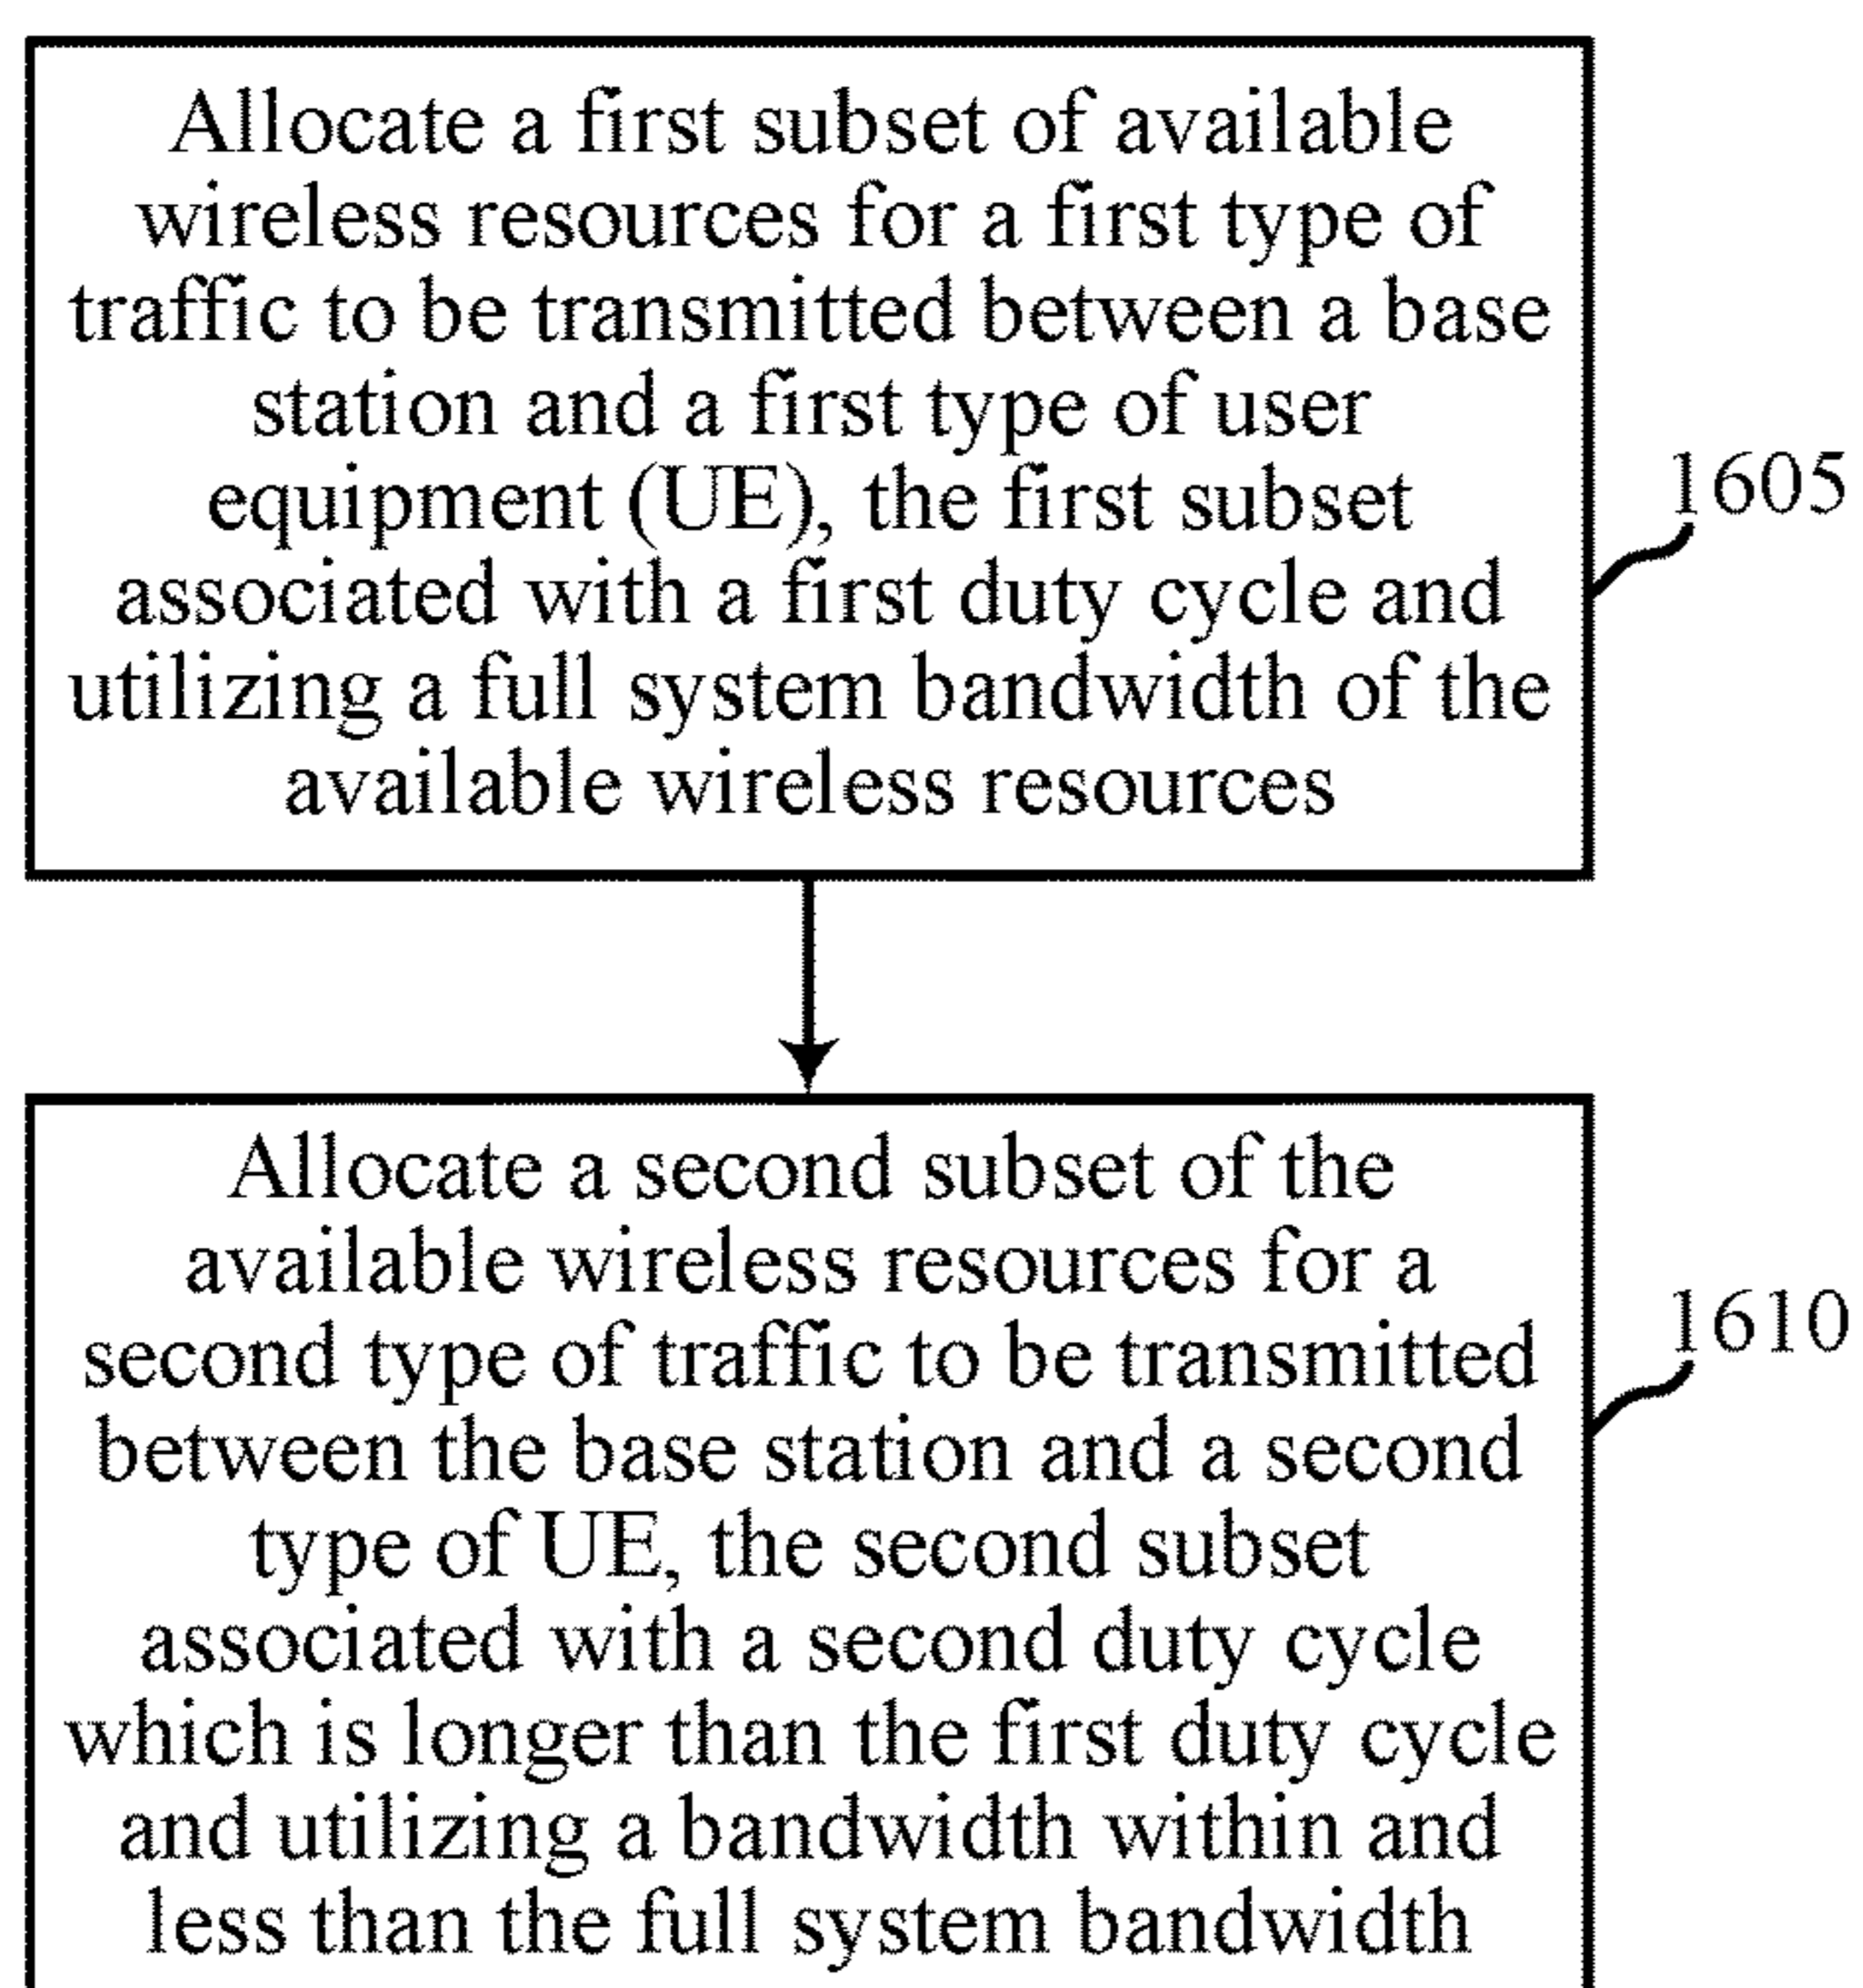 Allocate a first subset of available
wireless resources for a first type of
traffic to be transmitted between a base
station and a first type of user
equipment (UE), the first subset
associated with a first duty cycle and
utilizing a full system bandwidth of the
available wireless resources
1605
Allocate a second subset of the
available wireless resources for a
second type of traffic to be transmitted
between the base station and a second
type of UE, the second subset
associated with a second duty cycle
which is longer than the first duty cycle
and utilizing a bandwidth within and
less than the full system bandwidth
1610